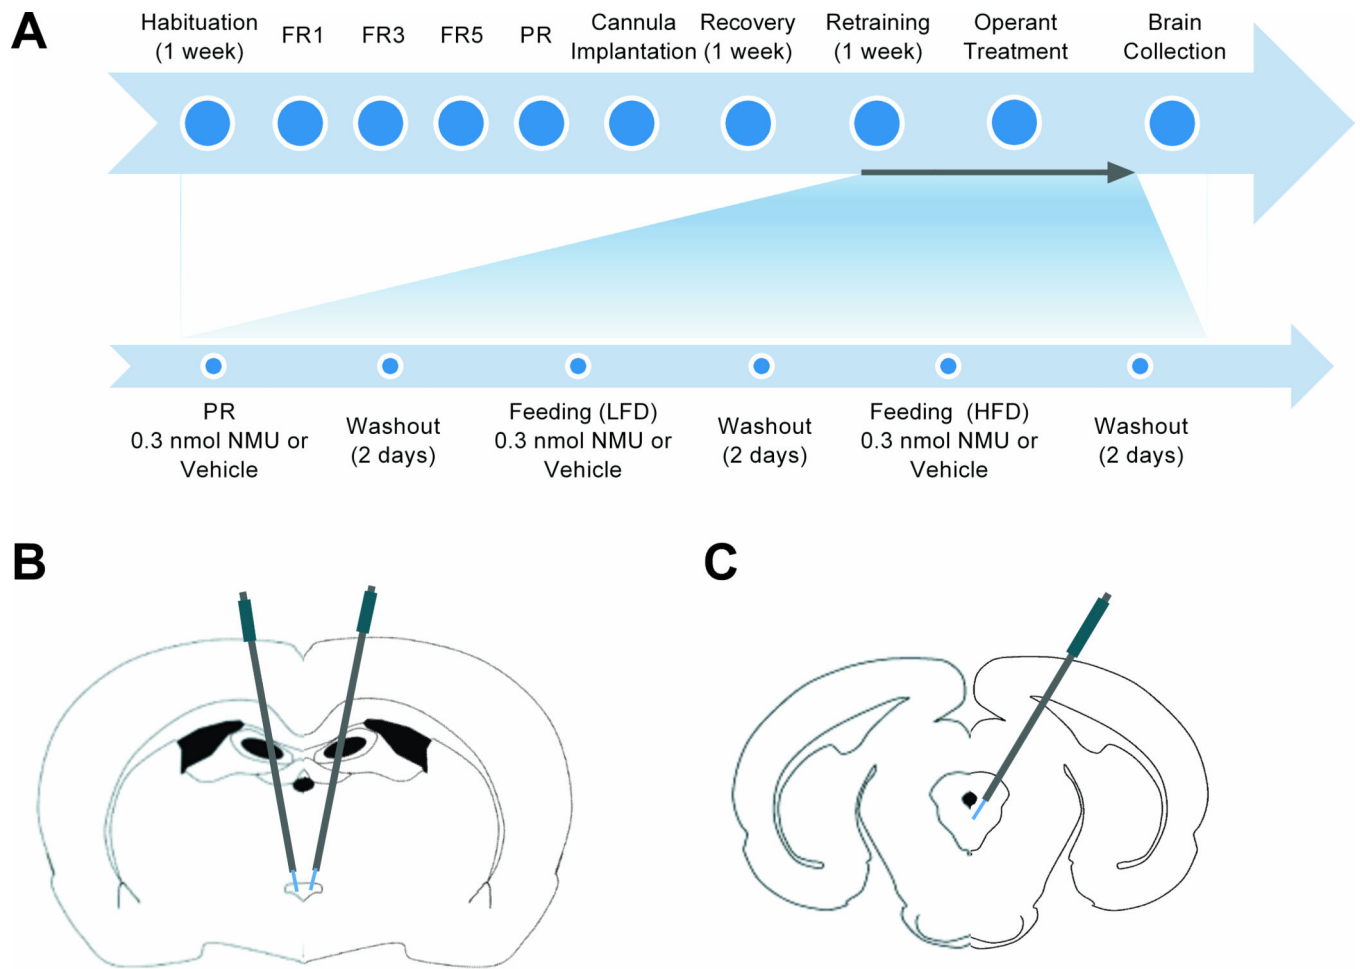 A
Habituation
(1 week)
FR1
FR3
FR5
PR
Cannula
Implantation
Recovery
(1 week)
Retraining
(1 week)
Operant
Treatment
Brain
Collection
PR
0.3 nmol NMU or
Vehicle
Washout
(2 days)
Feeding (LFD)
0.3 nmol NMU or
Vehicle
Washout
(2 days)
Feeding (HFD)
0.3 nmol NMU or
Vehicle
Washout
(2 days)
B
C